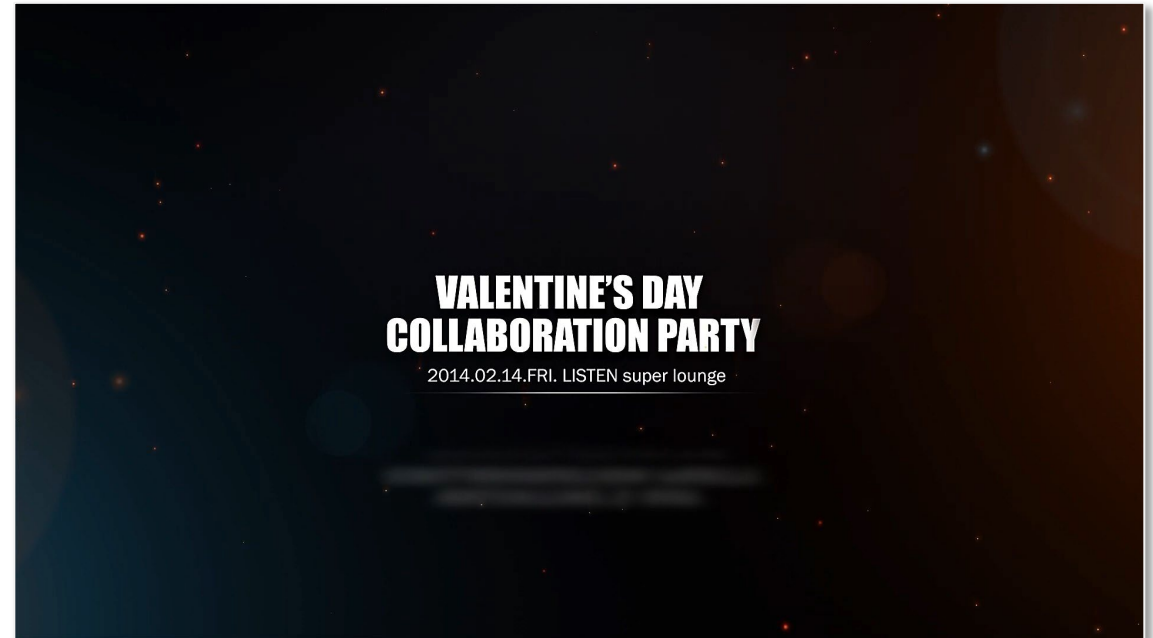 VALENTINE'S DAY
COLLABORATION PARTY
2014.02.14.FRI. LISTEN super lounge